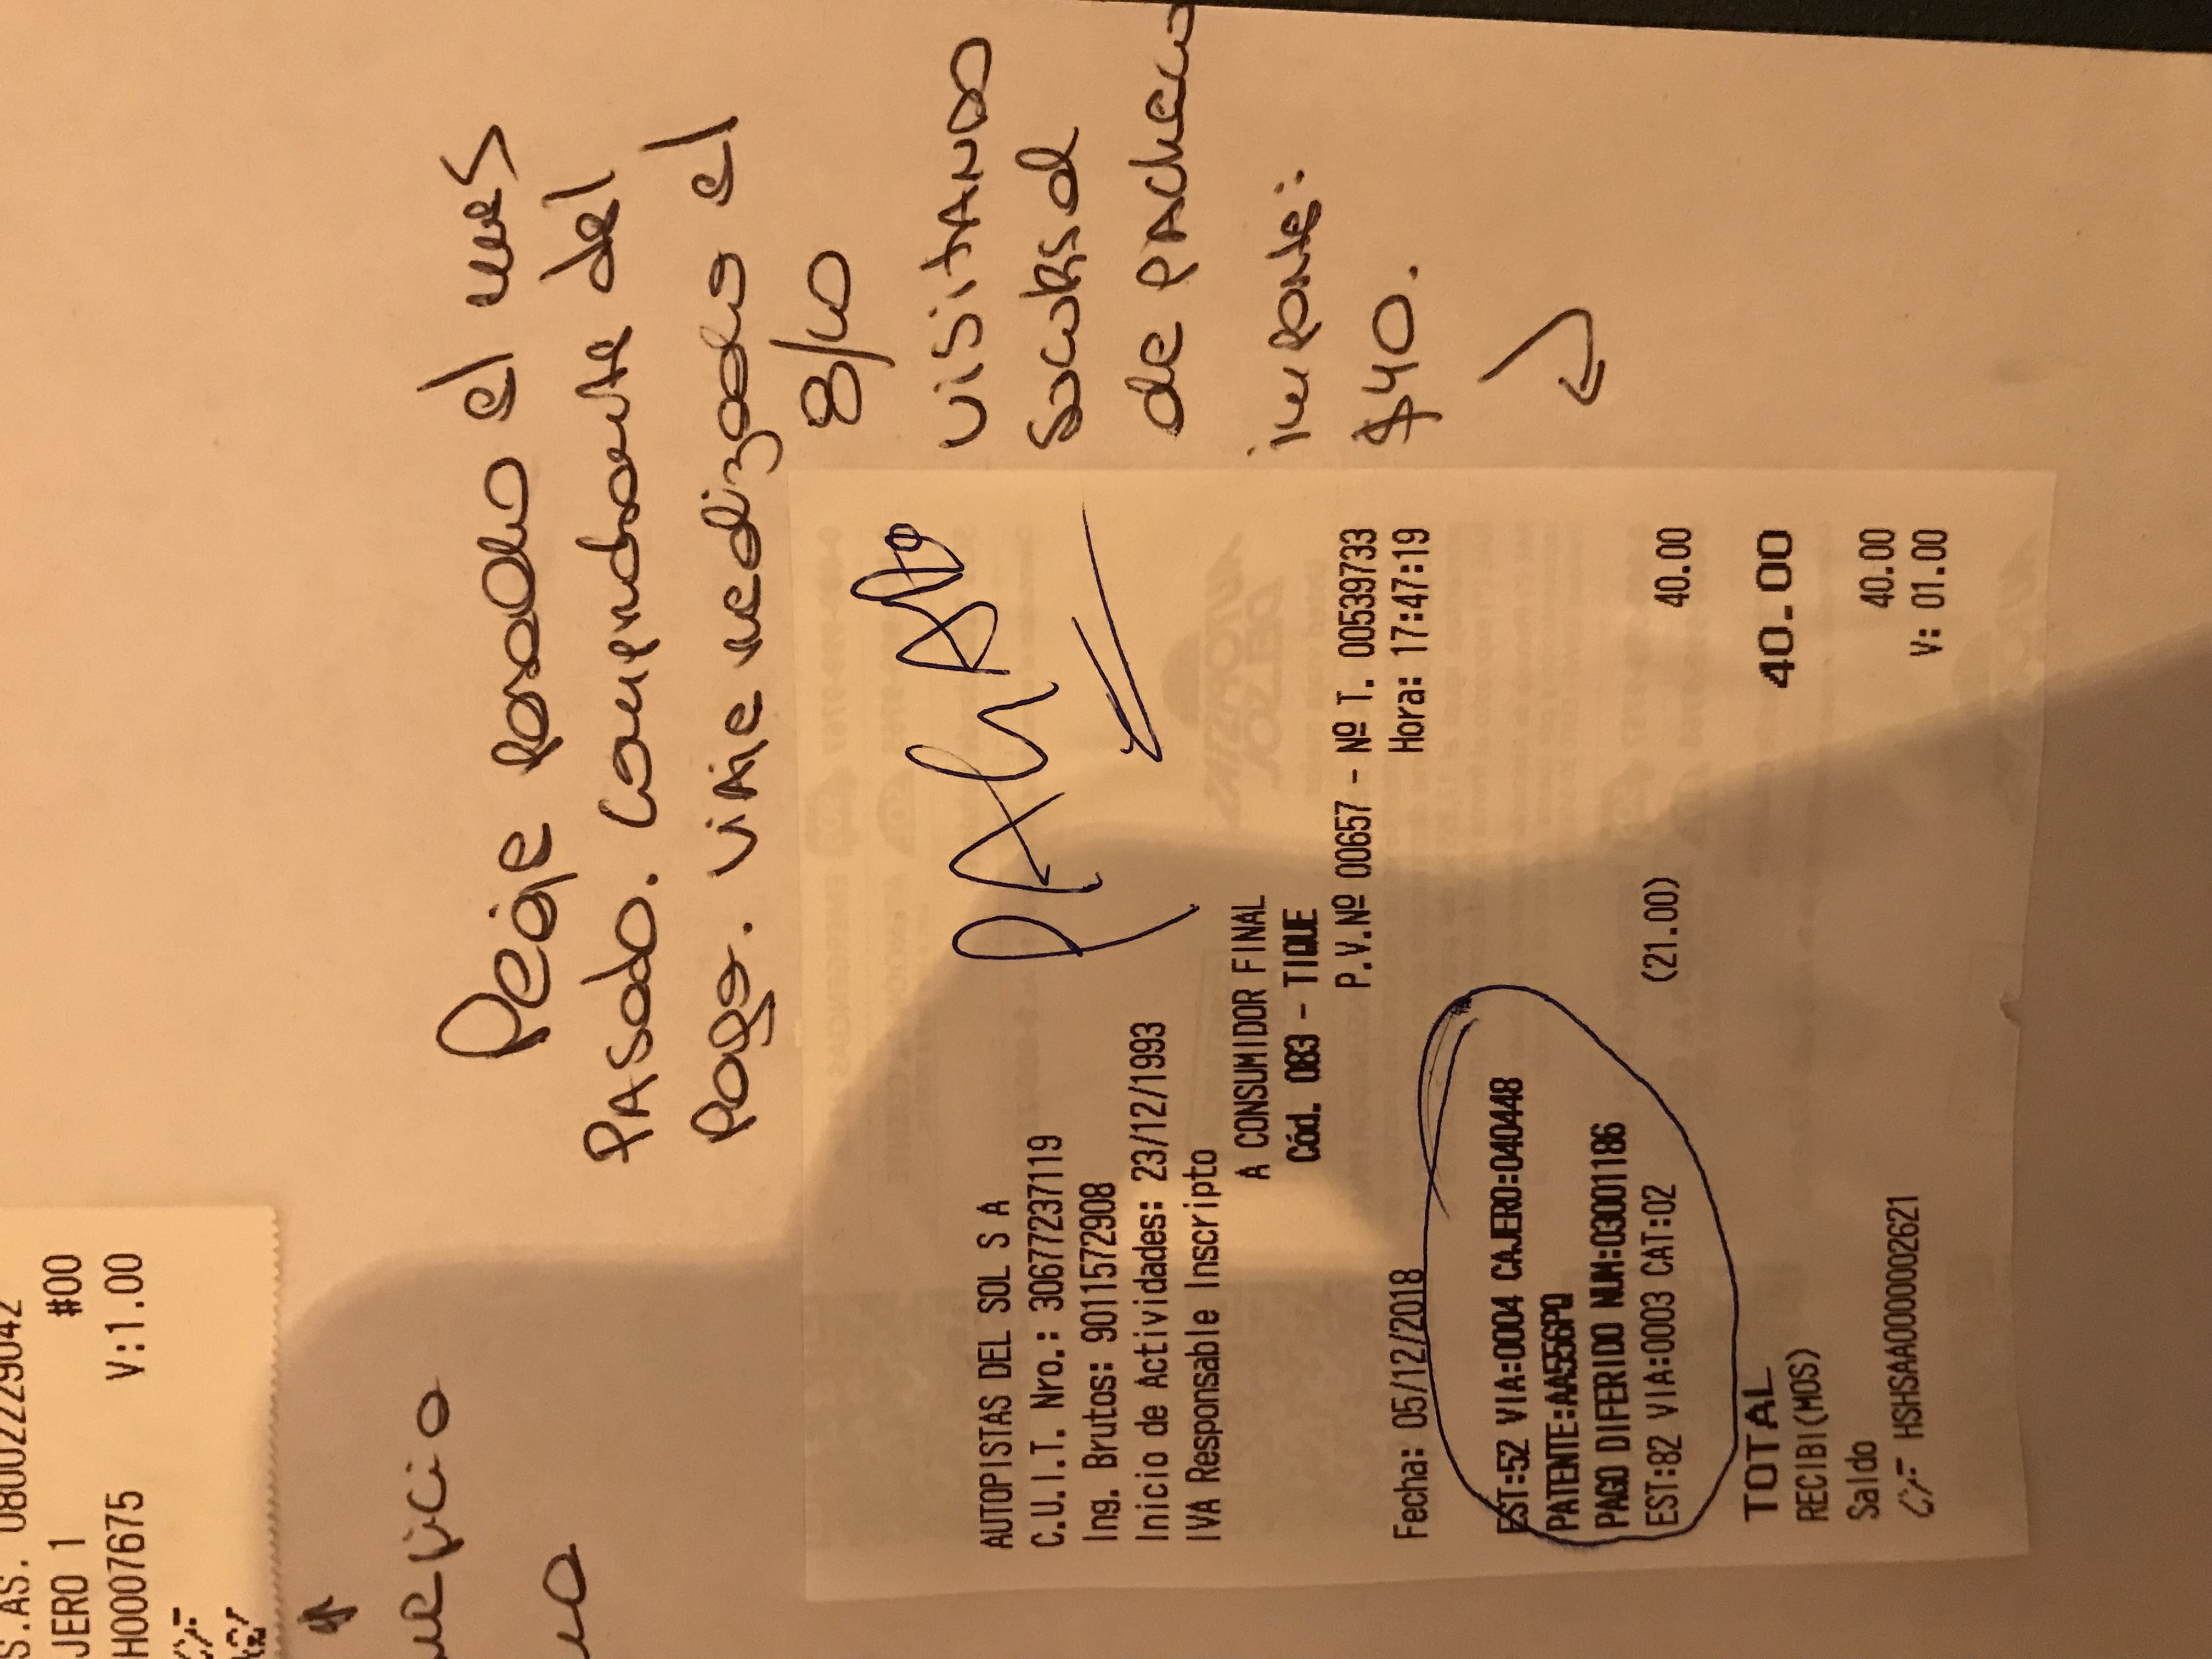 S.AS. 08002229042
JERO 1 #00
H0007675 V:1.00
CF
neficio
Peaje pasado el mes
PASado. Comprobante del
Pago. ViAje realizado el
8/10
visitANDO
sucuRsal
de PAcheco
importe:
$40.
PAGADO
AUTOPISTAS DEL SOL S A
C.U.I.T. Nro.: 30677237119
Ing. Brutos: 9011572908
Inicio de Actividades: 23/12/1993
IVA Responsable Inscripto
A CONSUMIDOR FINAL
Cód. 083 - TIQUE
P.V.Nº 00657 - Nº T. 00539733
Fecha: 05/12/2018 Hora: 17:47:19
EST:52 VIA:0004 CAJERO:040448
PATENTE:AA556PQ
PAGO DIFERIDO NUM:03001186
EST:82 VIA:0003 CAT:02 (21.00) 40.00
TOTAL 40.00
RECIBI(MOS)
Saldo 40.00
CF HSHSAA0000002621 V: 01.00